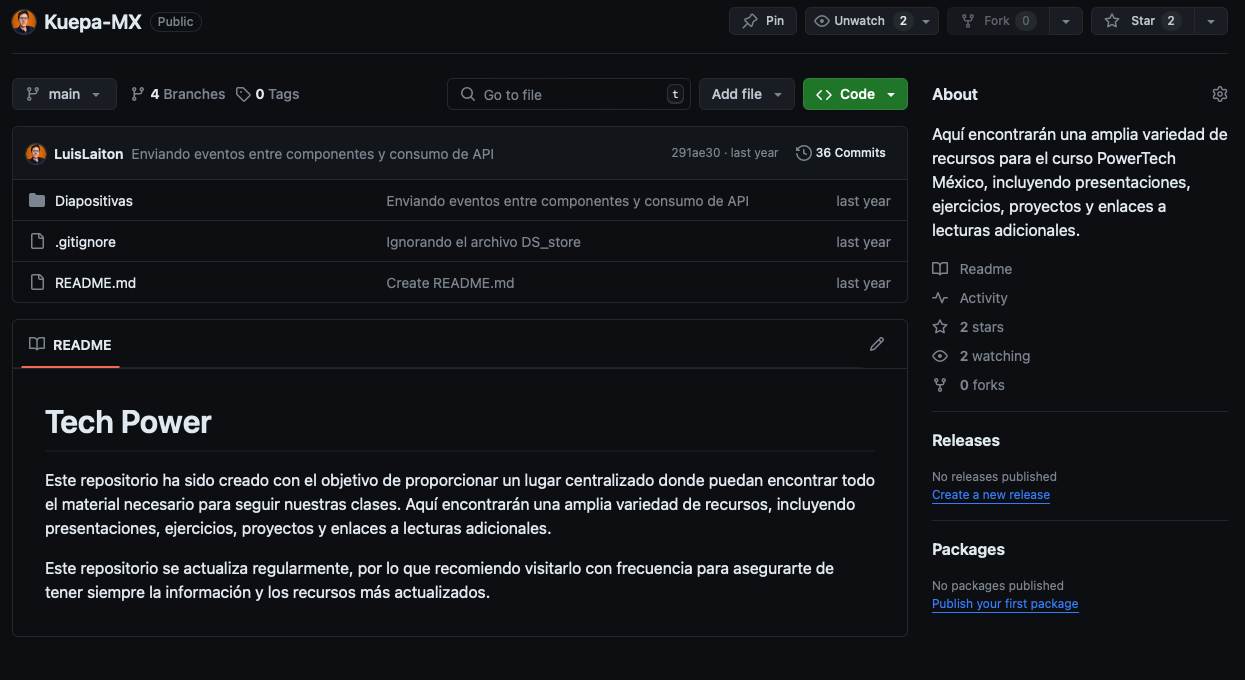 Kuepa-MX Public Pin Unwatch 2 Fork 0 Star 2
main 4 Branches 0 Tags Go to file t Add file Code
LuisLaiton Enviando eventos entre componentes y consumo de API 291ae30 · last year 36 Commits
Diapositivas Enviando eventos entre componentes y consumo de API last year
.gitignore Ignorando el archivo DS_store last year
README.md Create README.md last year
README
Tech Power
Este repositorio ha sido creado con el objetivo de proporcionar un lugar centralizado donde puedan encontrar todo
el material necesario para seguir nuestras clases. Aquí encontrarán una amplia variedad de recursos, incluyendo
presentaciones, ejercicios, proyectos y enlaces a lecturas adicionales.
Este repositorio se actualiza regularmente, por lo que recomiendo visitarlo con frecuencia para asegurarte de
tener siempre la información y los recursos más actualizados.
About
Aquí encontrarán una amplia variedad de
recursos para el curso PowerTech
México, incluyendo presentaciones,
ejercicios, proyectos y enlaces a
lecturas adicionales.
Readme
Activity
2 stars
2 watching
0 forks
Releases
No releases published
Create a new release
Packages
No packages published
Publish your first package